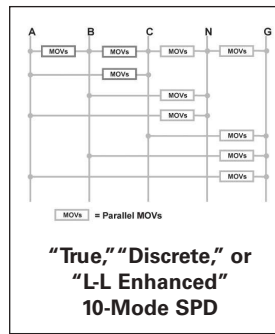 A B C N G
MOVs MOVs MOVs MOVs
MOVs
MOVs
MOVs
MOVs
MOVs
MOVs
MOVs = Parallel MOVs
“True,” “Discrete,” or
“L-L Enhanced”
10-Mode SPD